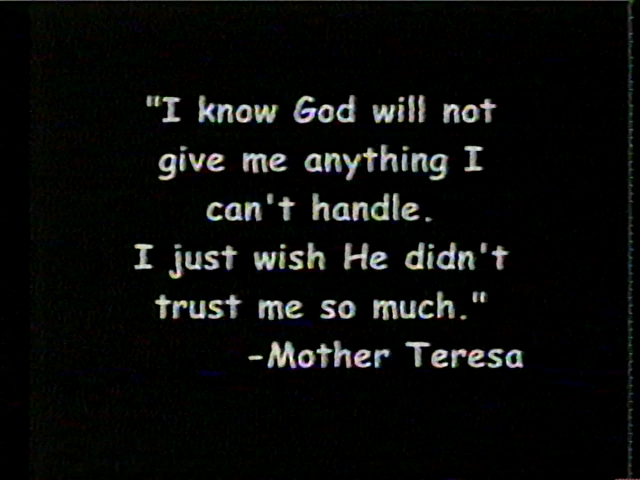 "I know God will not
give me anything I
can't handle.
I just wish He didn't
trust me so much."
-Mother Teresa